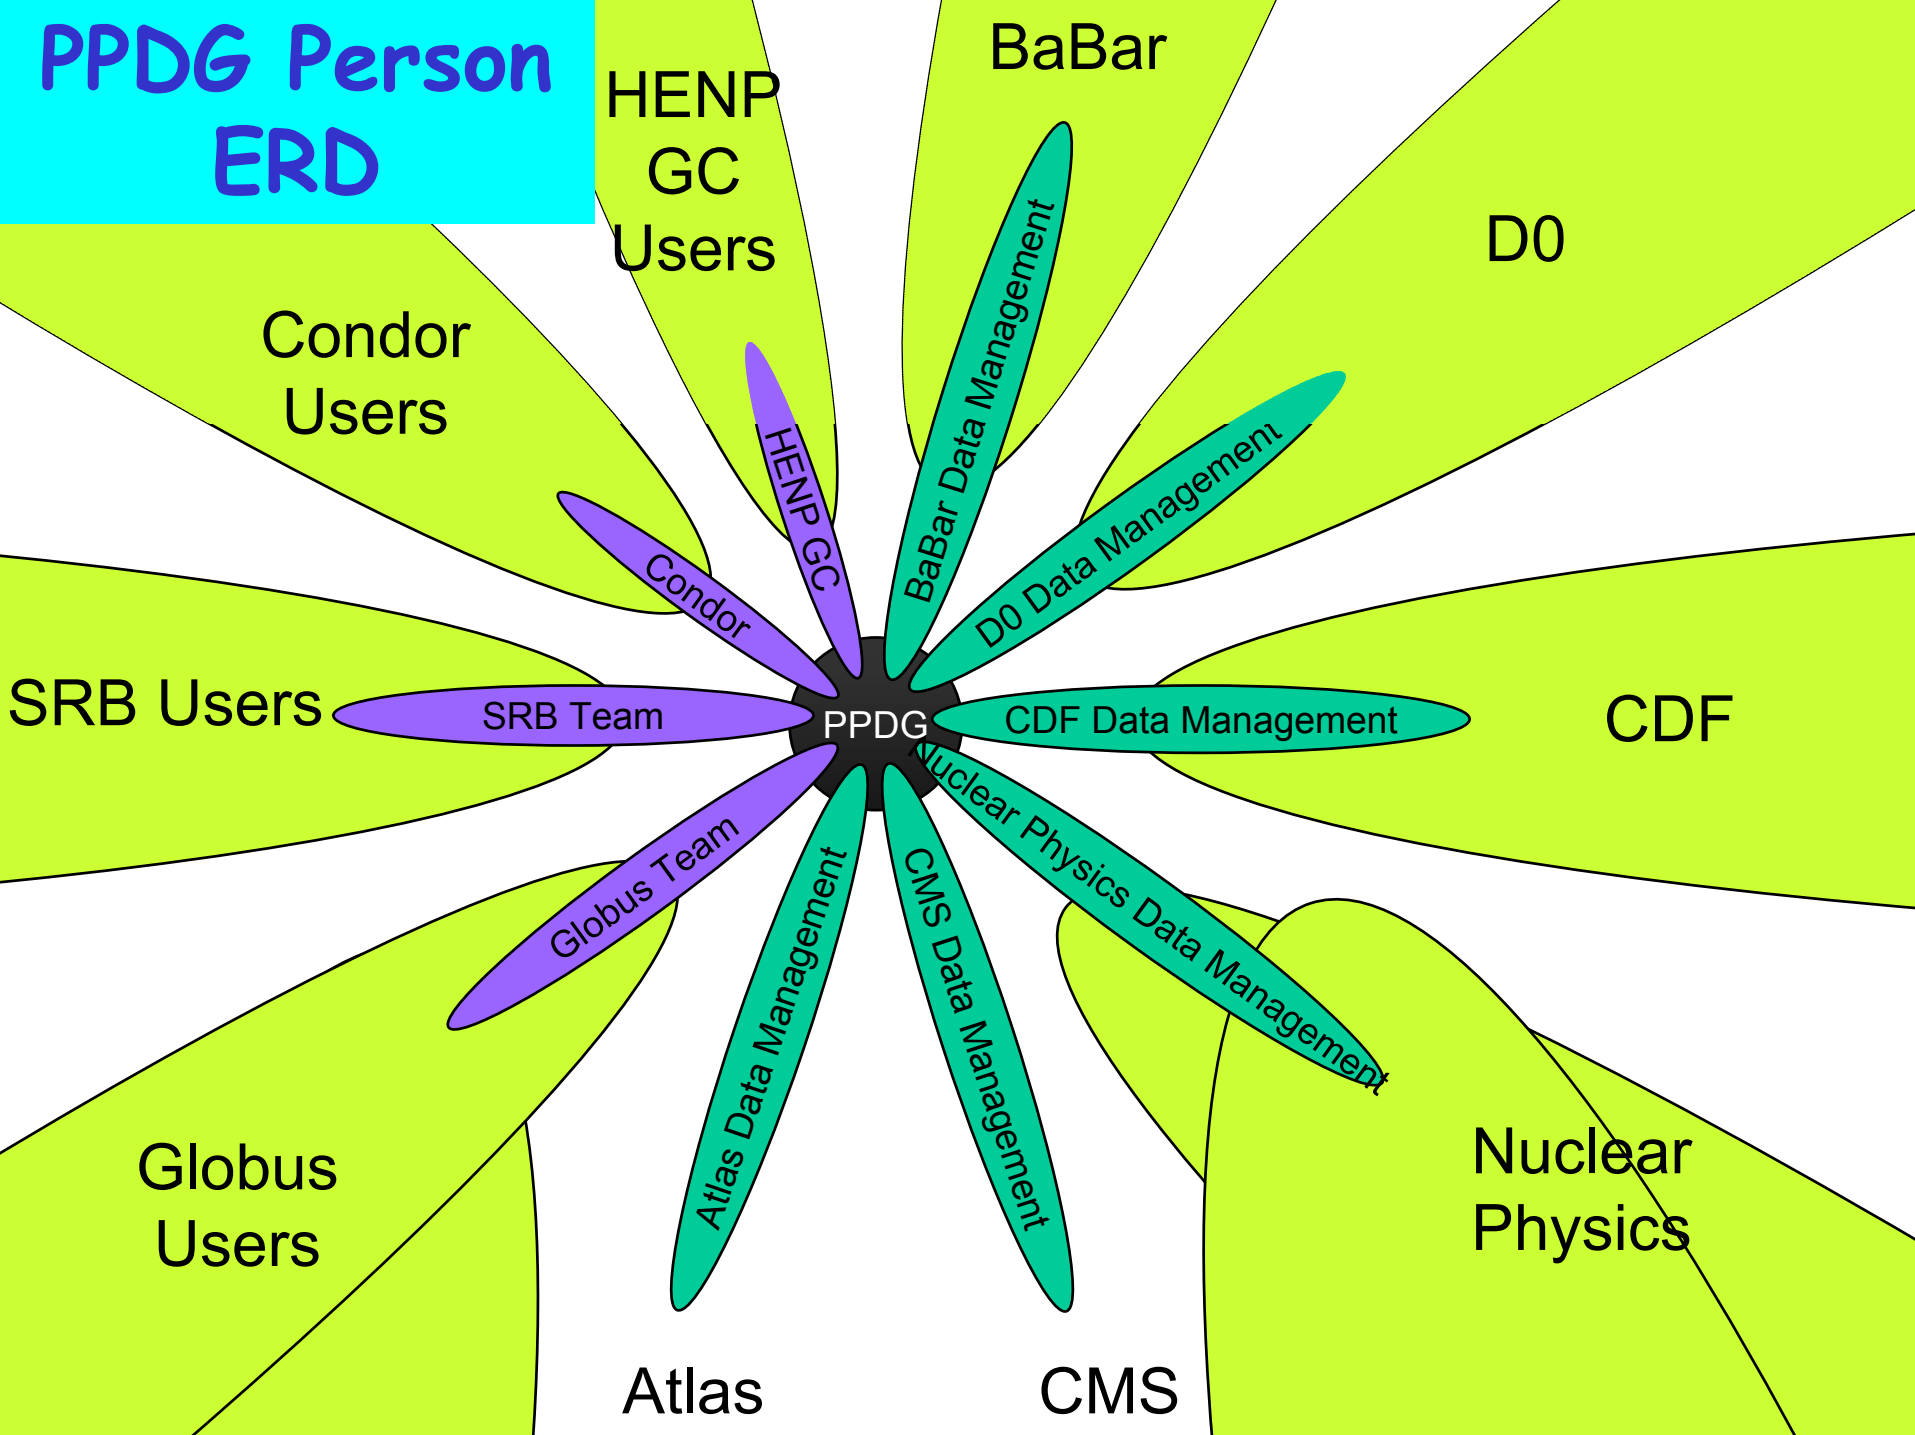 PPDG Person
ERD
HENP
GC
Users
BaBar
D0
Condor
Users
BaBar Data Management
HENP GC
D0 Data Management
Condor
SRB Users
SRB Team
PPDG
CDF Data Management
CDF
Globus Team
Atlas Data Management
CMS Data Management
Nuclear Physics Data Management
Globus
Users
Nuclear
Physics
Atlas
CMS